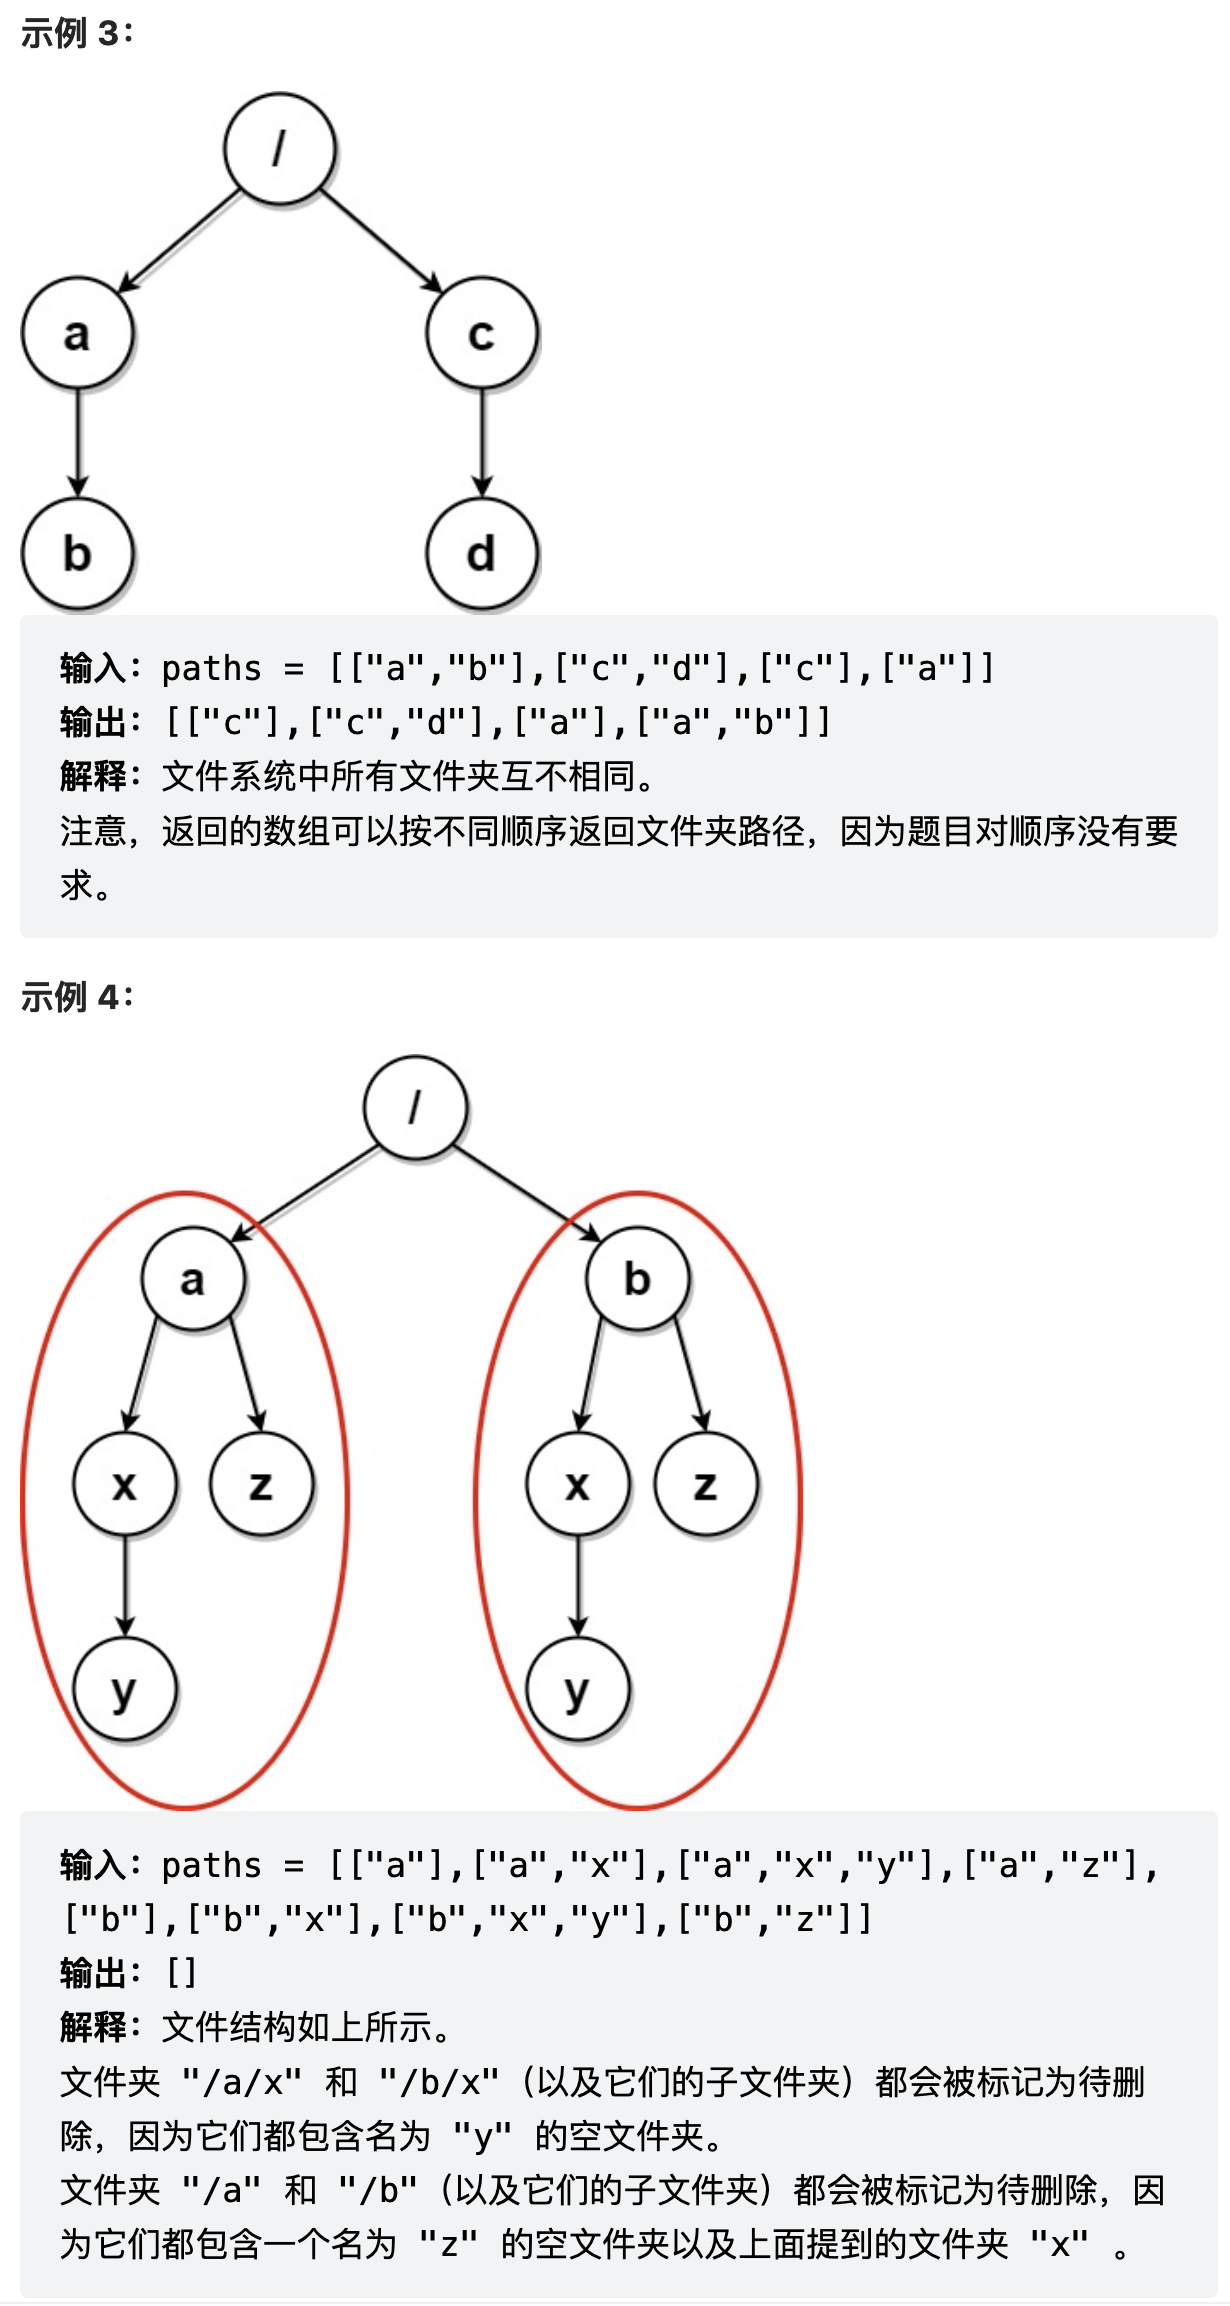 示例 3：
/
a
c
b
d
输入：paths = [["a","b"],["c","d"],["c"],["a"]]
输出：[["c"],["c","d"],["a"],["a","b"]]
解释：文件系统中所有文件夹互不相同。
注意，返回的数组可以按不同顺序返回文件夹路径，因为题目对顺序没有要
求。
示例 4：
/
a
b
x
z
x
z
y
y
输入：paths = [["a"],["a","x"],["a","x","y"],["a","z"],
["b"],["b","x"],["b","x","y"],["b","z"]]
输出：[]
解释：文件结构如上所示。
文件夹 "/a/x" 和 "/b/x"（以及它们的子文件夹）都会被标记为待删
除，因为它们都包含名为 "y" 的空文件夹。
文件夹 "/a" 和 "/b"（以及它们的子文件夹）都会被标记为待删除，因
为它们都包含一个名为 "z" 的空文件夹以及上面提到的文件夹 "x" 。